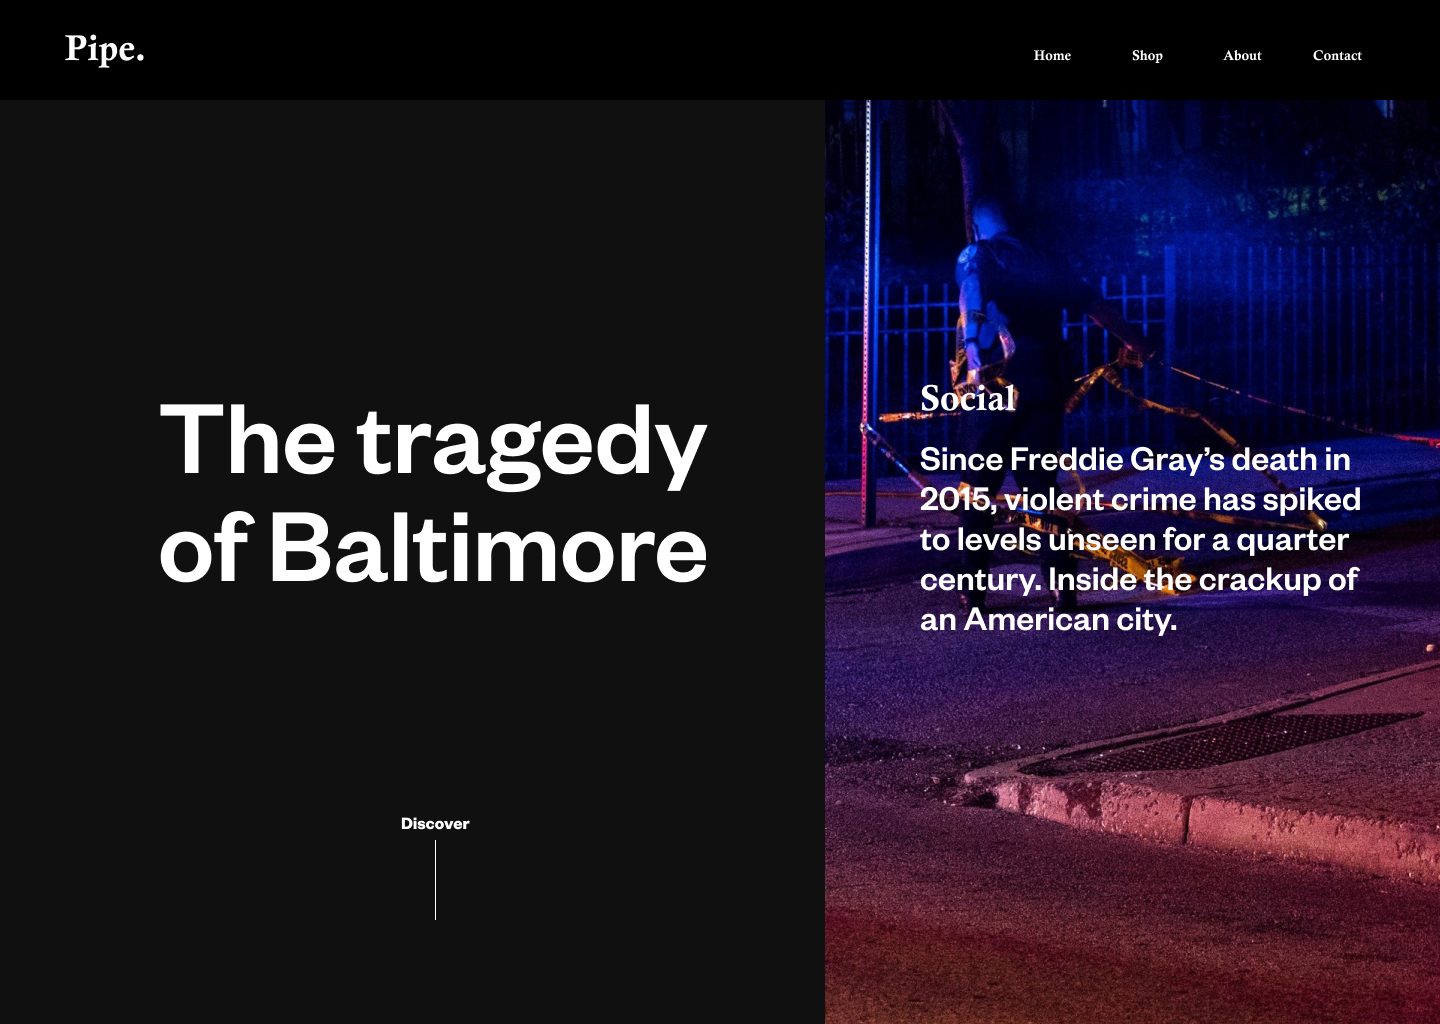 Pipe.
Home Shop About Contact
The tragedy
of Baltimore
Social
Since Freddie Gray’s death in
2015, violent crime has spiked
to levels unseen for a quarter
century. Inside the crackup of
an American city.
Discover